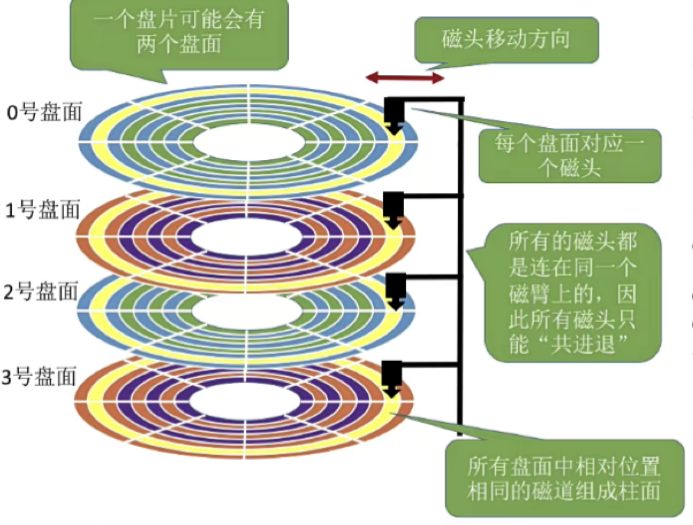 一个盘片可能会有
两个盘面
磁头移动方向
0号盘面
每个盘面对应一
个磁头
1号盘面
所有的磁头都
是连在同一个
磁臂上的，因
此所有磁头只
能“共进退”
2号盘面
3号盘面
所有盘面中相对位置
相同的磁道组成柱面